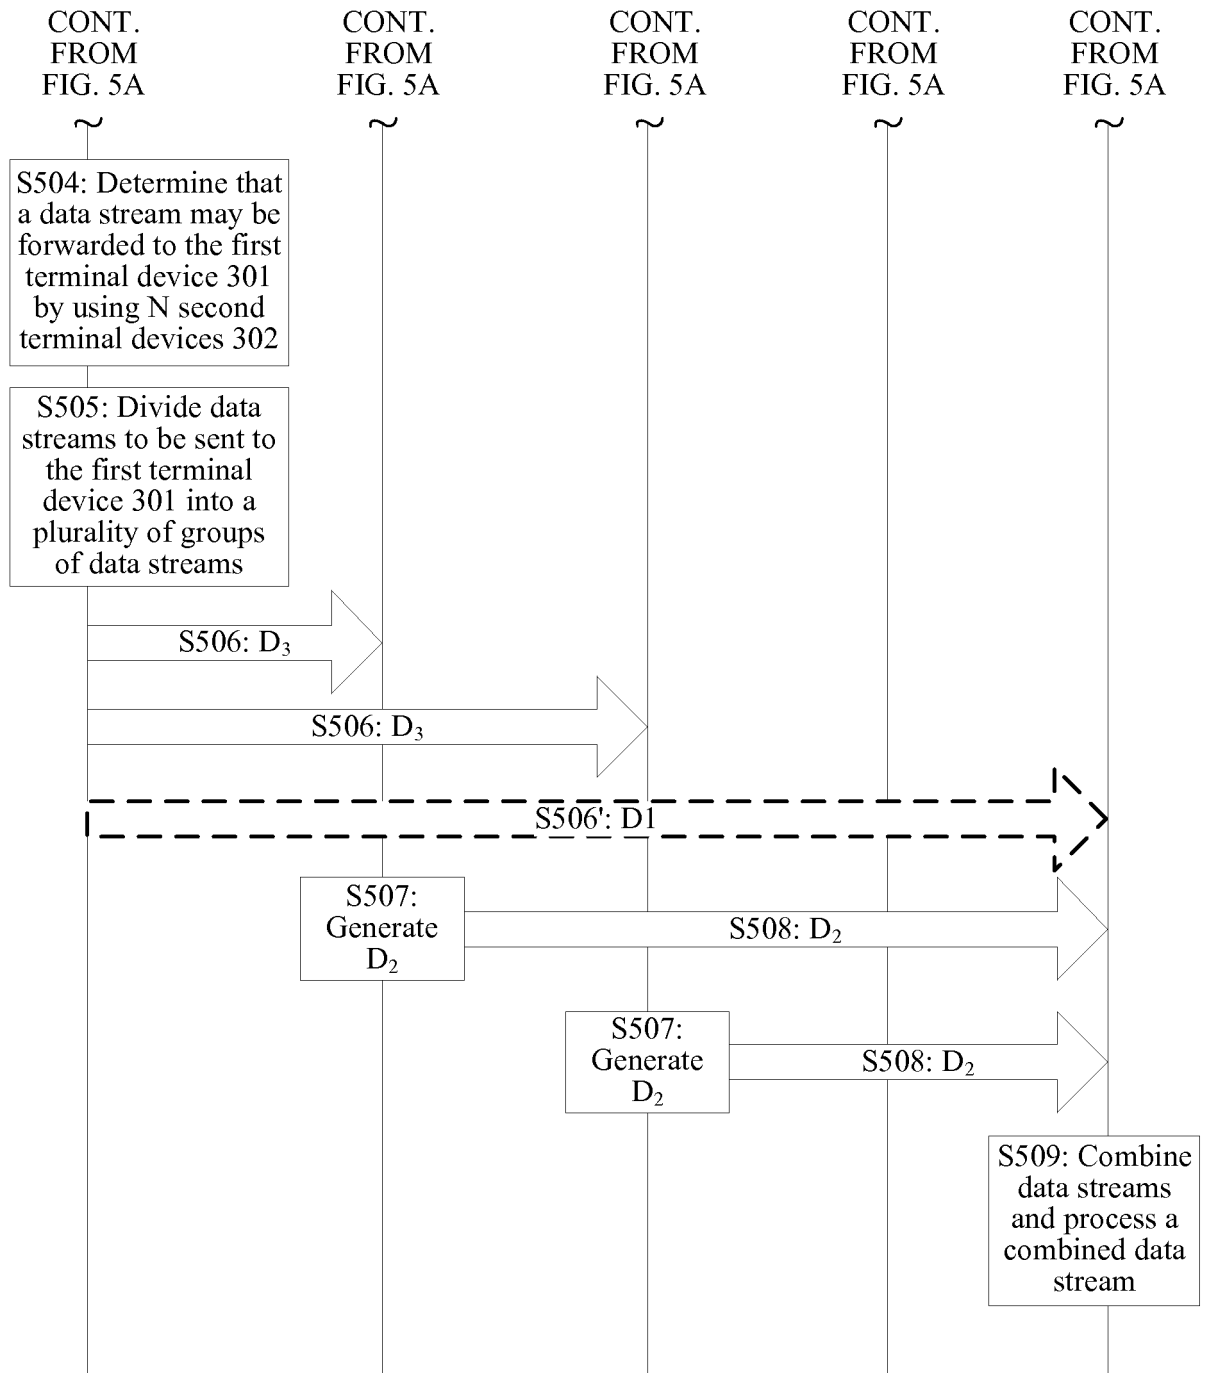 CONT.
FROM
FIG. 5A
CONT.
FROM
FIG. 5A
CONT.
FROM
FIG. 5A
CONT.
FROM
FIG. 5A
CONT.
FROM
FIG. 5A
S504: Determine that
a data stream may be
forwarded to the first
terminal device 301
by using N second
terminal devices 302
S505: Divide data
streams to be sent to
the first terminal
device 301 into a
plurality of groups
of data streams
S506: D₃
S506: D₃
S506': D1
S507:
Generate
D₂
S508: D₂
S507:
Generate
D₂
S508: D₂
S509: Combine
data streams
and process a
combined data
stream